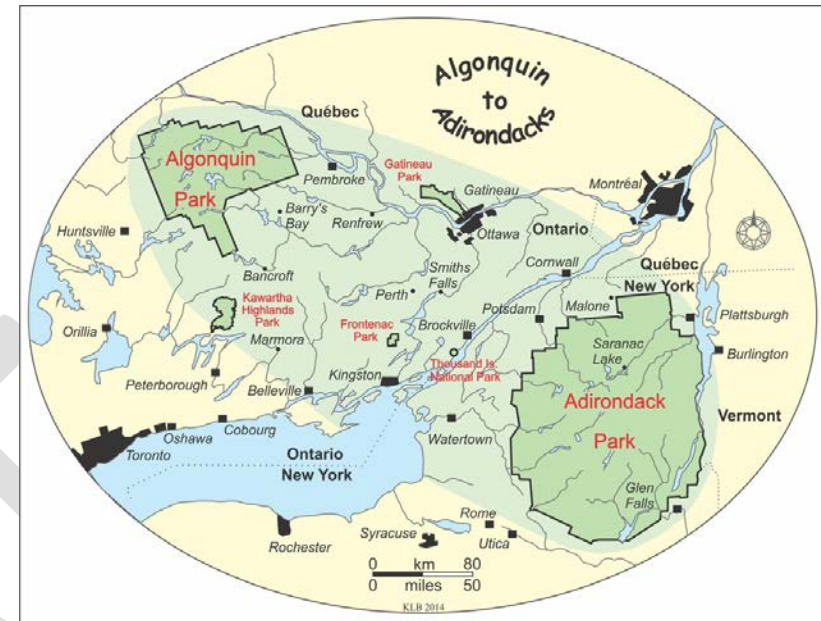 Algonquin
to
Adirondacks
Québec
Algonquin
Park
Pembroke
Gatineau
Park
Gatineau
Montréal
Barry's
Bay
Renfrew
Ottawa
Ontario
Huntsville
Bancroft
Smiths
Falls
Perth
Cornwall
Québec
New York
Kawartha
Highlands
Park
Orillia
Marmora
Frontenac
Park
Brockville
Potsdam
Malone
Plattsburgh
Saranac
Lake
Burlington
Thousand Is.
National Park
Peterborough
Belleville
Kingston
Adirondack
Park
Vermont
Cobourg
Oshawa
Toronto
Watertown
Ontario
New York
Glen
Falls
Rome
Utica
Syracuse
Rochester
0 km 80
0 miles 50
KLB 2014